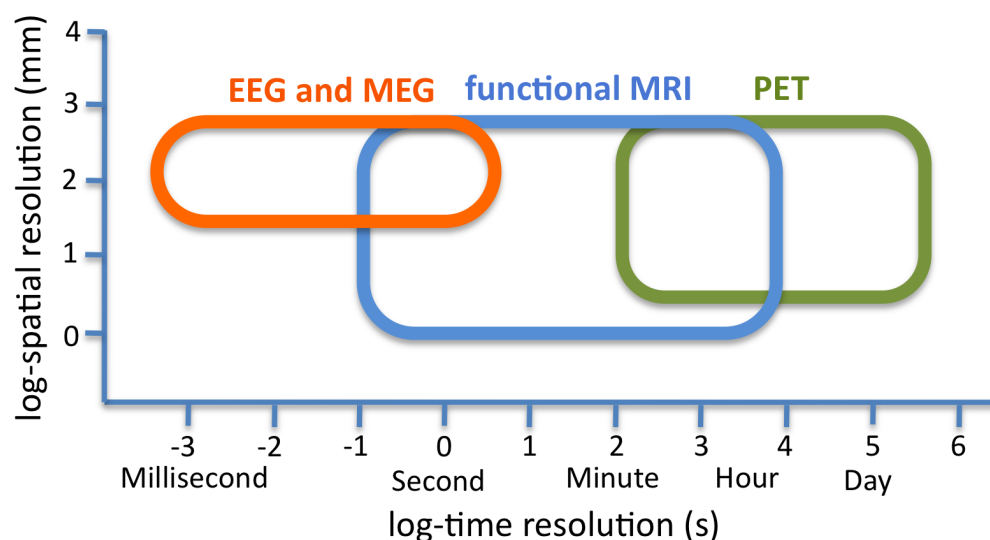 log-spatial resolution (mm)
4
3
2
1
0
EEG and MEG functional MRI PET
-3 -2 -1 0 1 2 3 4 5 6
Millisecond Second Minute Hour Day
log-time resolution (s)